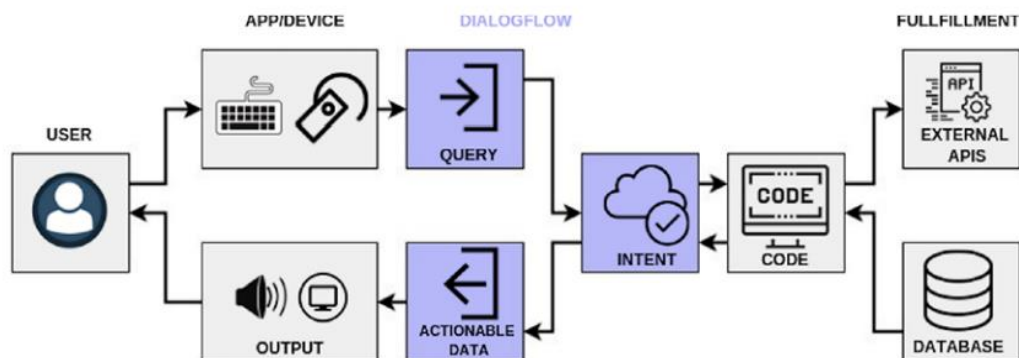 APP/DEVICE
DIALOGFLOW
FULLFILLMENT
USER
QUERY
API
EXTERNAL
APIS
INTENT
CODE
CODE
OUTPUT
ACTIONABLE
DATA
DATABASE